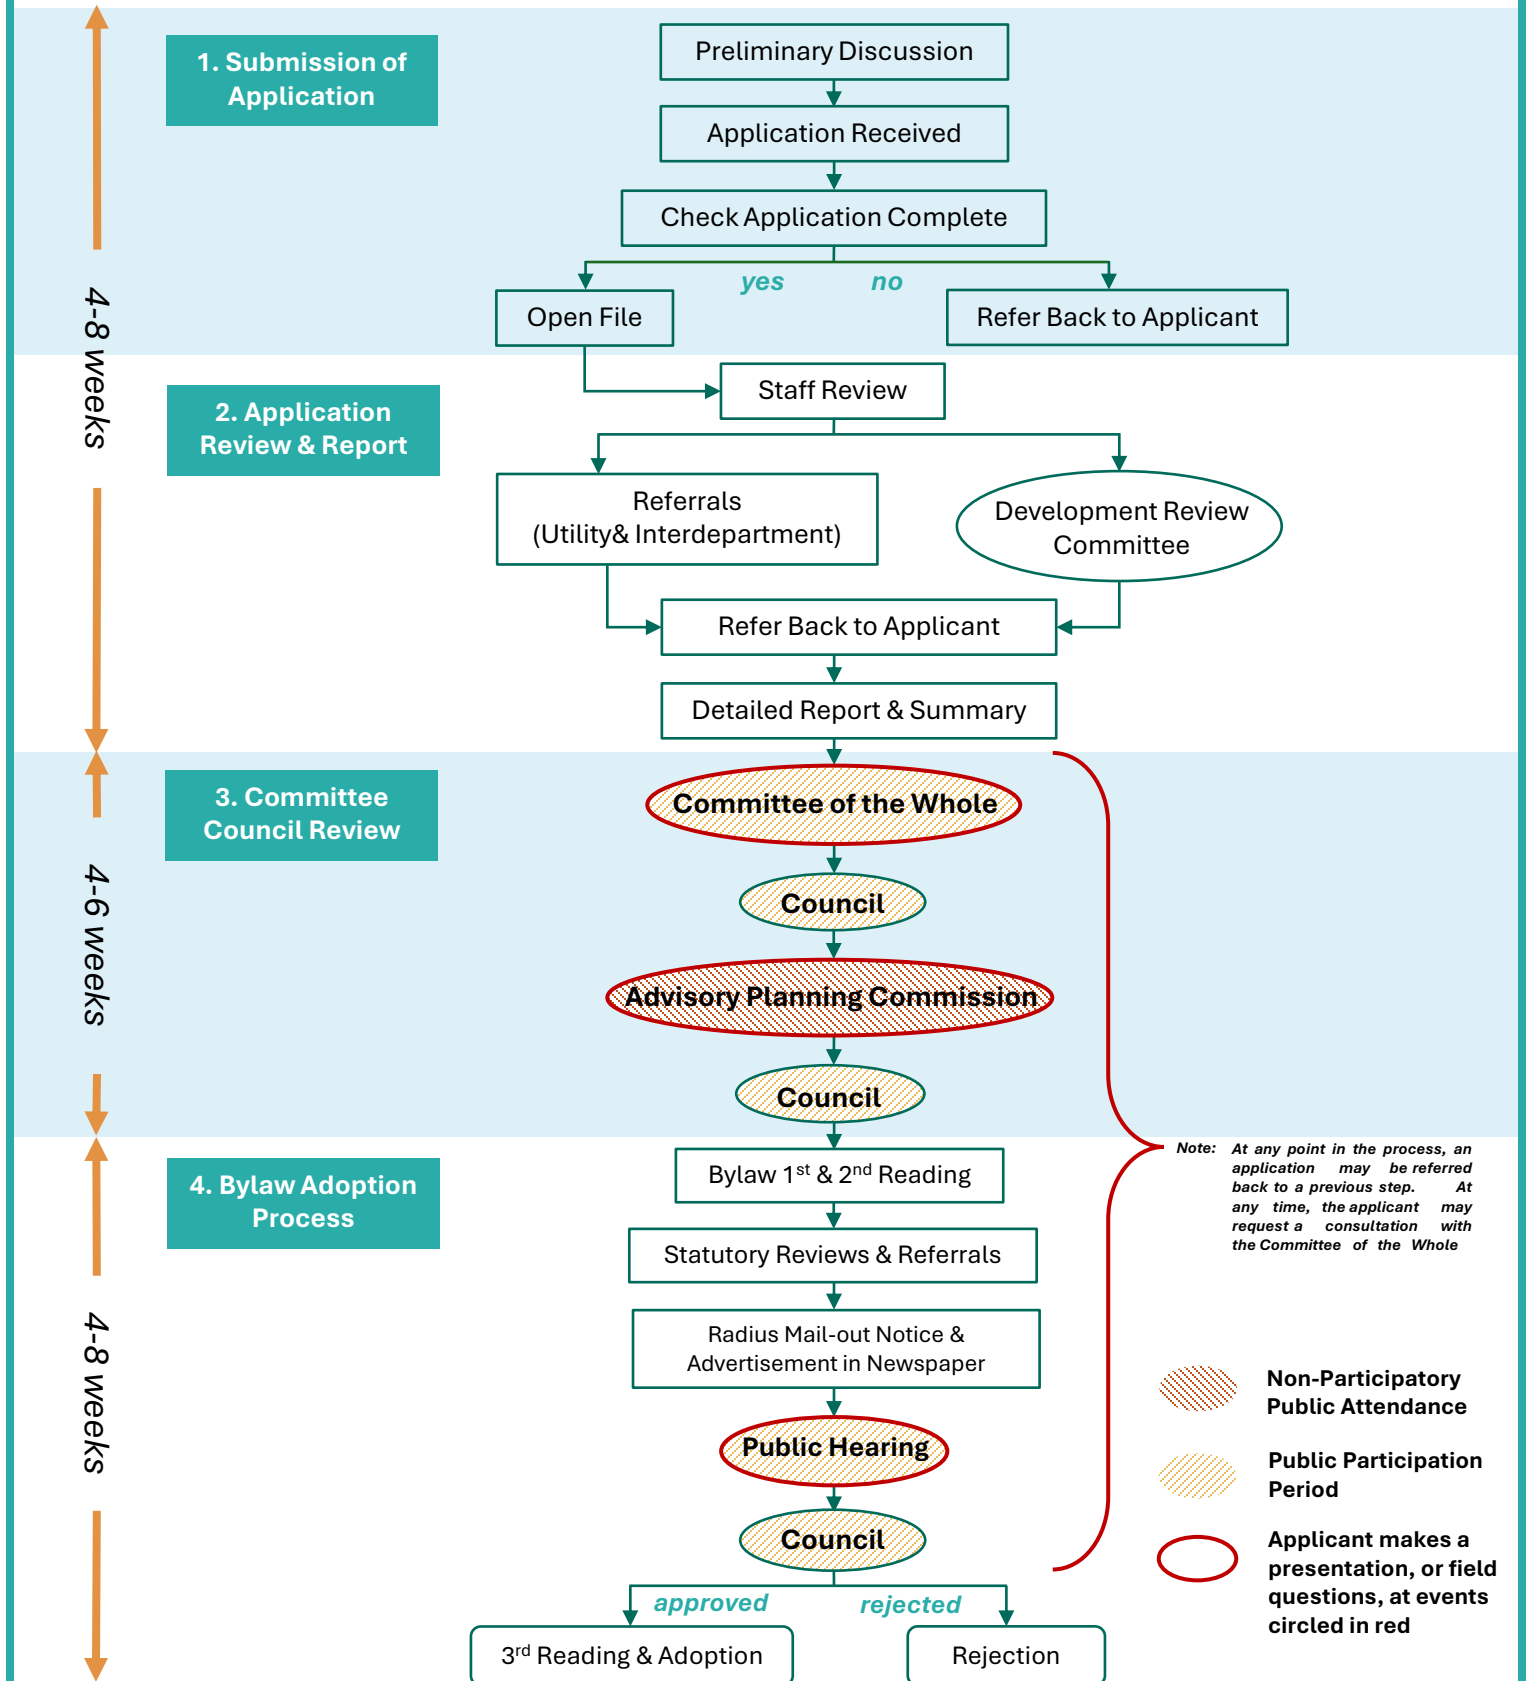 1. Submission of
Application
Preliminary Discussion
Application Received
Check Application Complete
yes
no
Open File
Refer Back to Applicant
4-8 weeks
2. Application
Review & Report
Staff Review
Referrals
(Utility& Interdepartment)
Development Review
Committee
Refer Back to Applicant
Detailed Report & Summary
3. Committee
Council Review
4-6 weeks
Committee of the Whole
Council
Advisory Planning Commission
Council
4. Bylaw Adoption
Process
4-8 weeks
Bylaw 1st & 2nd Reading
Statutory Reviews & Referrals
Radius Mail-out Notice &
Advertisement in Newspaper
Public Hearing
Council
approved
rejected
3rd Reading & Adoption
Rejection
Note: At any point in the process, an
application may be referred
back to a previous step. At
any time, the applicant may
request a consultation with
the Committee of the Whole
Non-Participatory
Public Attendance
Public Participation
Period
Applicant makes a
presentation, or field
questions, at events
circled in red